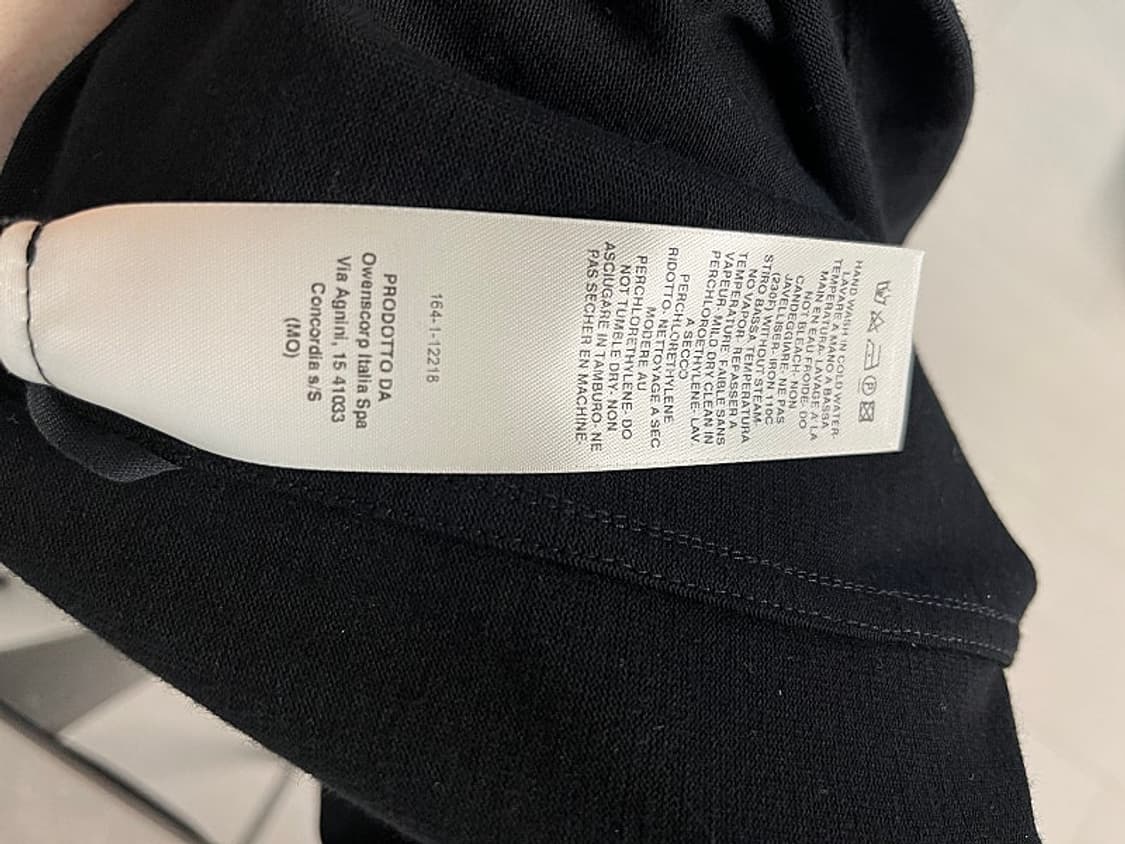 HAND WASH IN COLD WATER-
LAVARE A MANO A BASSA
TEMPERATURA- LAVAGE A LA
MAIN EN EAU FROIDE- DO
NOT BLEACH- NON
CANDEGGIARE- NE PAS
JAVELLISER- IRON 110C
(230F) WITHOUT STEAM-
STIRO BASSA TEMPERATURA
NO VAPOR- REPASSER A
TEMPERATURE FAIBLE SANS
VAPEUR- MILD DRY CLEAN IN
PERCHLOROETHYLENE- LAV.
A SECCO
PERCHLORETHYLENE
RIDOTTO- NETTOYAGE A SEC
MODERE AU
PERCHLORETHYLENE- DO
NOT TUMBLE DRY- NON
ASCIUGARE IN TAMBURO- NE
PAS SECHER EN MACHINE-
164-1-12218
PRODOTTO DA
Owenscorp Italia Spa
Via Agnini, 15 41033
Concordia s/S
(MO)